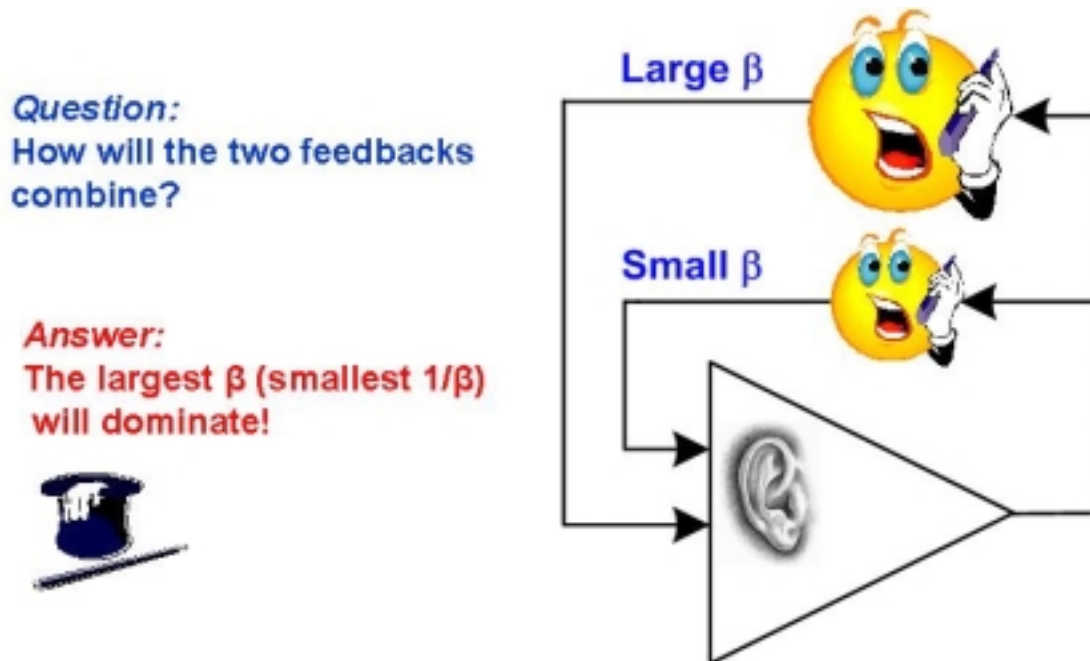 Question:
How will the two feedbacks
combine?
Answer:
The largest β (smallest 1/β)
will dominate!
Large β
Small β